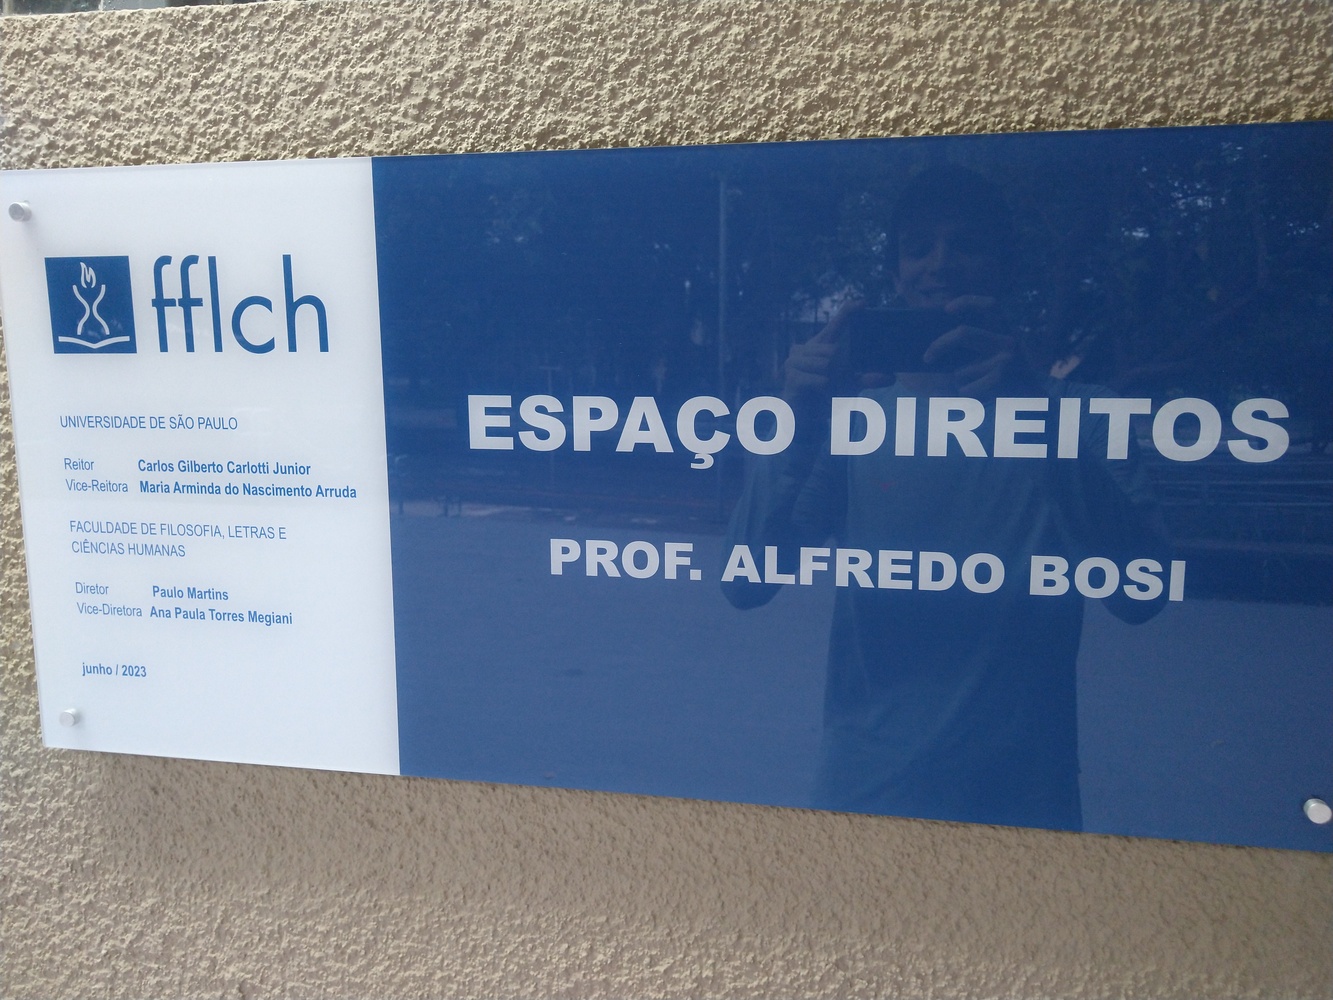 fflch
UNIVERSIDADE DE SÃO PAULO
Reitor Carlos Gilberto Carlotti Junior
Vice-Reitora Maria Arminda do Nascimento Arruda
FACULDADE DE FILOSOFIA, LETRAS E
CIÊNCIAS HUMANAS
Diretor Paulo Martins
Vice-Diretora Ana Paula Torres Megiani
junho / 2023
ESPAÇO DIREITOS
PROF. ALFREDO BOSI